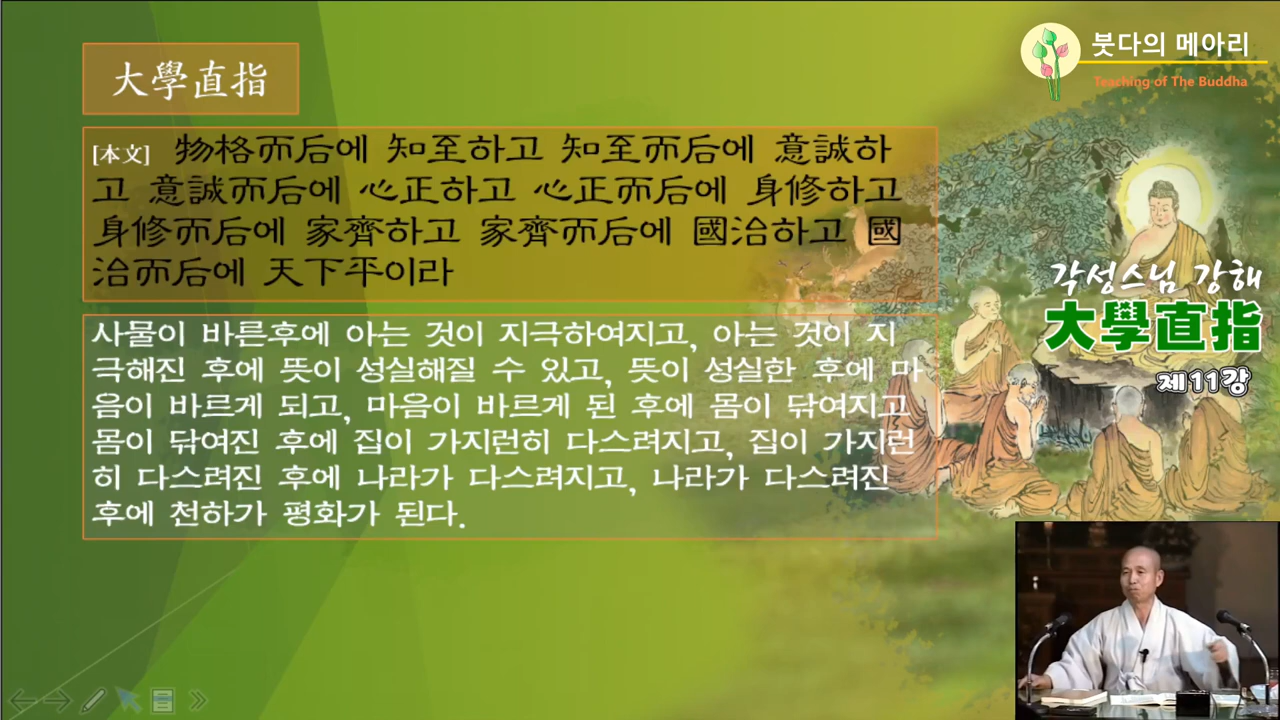 大學直指
[本文] 物格而后에 知至하고 知至而后에 意誠하
고 意誠而后에 心正하고 心正而后에 身修하고
身修而后에 家齊하고 家齊而后에 國治하고 國
治而后에 天下平이라
사물이 바른후에 아는 것이 지극하여지고, 아는 것이 지
극해진 후에 뜻이 성실해질 수 있고, 뜻이 성실한 후에 마
음이 바르게 되고, 마음이 바르게 된 후에 몸이 닦여지고
몸이 닦여진 후에 집이 가지런히 다스려지고, 집이 가지런
히 다스려진 후에 나라가 다스려지고, 나라가 다스려진
후에 천하가 평화가 된다.
붓다의 메아리
Teaching of The Buddha
각성스님 강해
大學直指
제11강